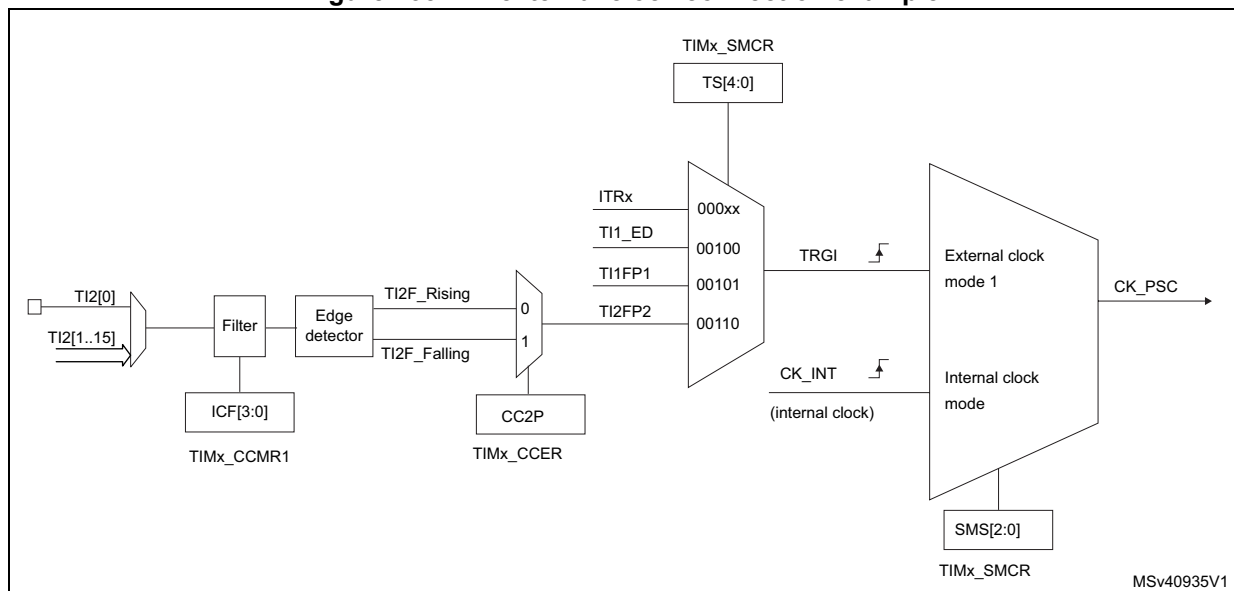 TIMx_SMCR
TS[4:0]
ITRx
000xx
TI1_ED
00100
TI1FP1
00101
TI2FP2
00110
TRGI
External clock
mode 1
CK_PSC
TI2[0]
TI2[1..15]
Filter
Edge
detector
TI2F_Rising
TI2F_Falling
0
1
CK_INT
(internal clock)
Internal clock
mode
ICF[3:0]
TIMx_CCMR1
CC2P
TIMx_CCER
SMS[2:0]
TIMx_SMCR
MSv40935V1